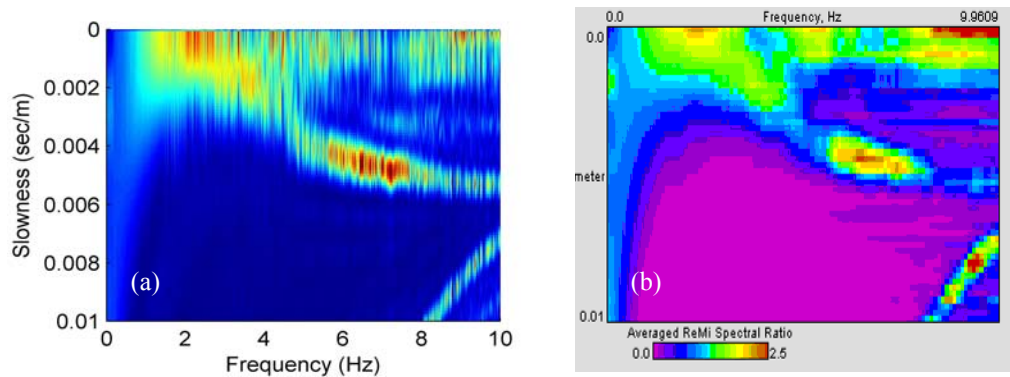 0
0.002
0.004
0.006
0.008
0.01
Slowness (sec/m)
(a)
0 2 4 6 8 10
Frequency (Hz)
0.0 Frequency, Hz 9.9609
0.0
meter
0.01
(b)
Averaged ReMi Spectral Ratio
0.0 2.5